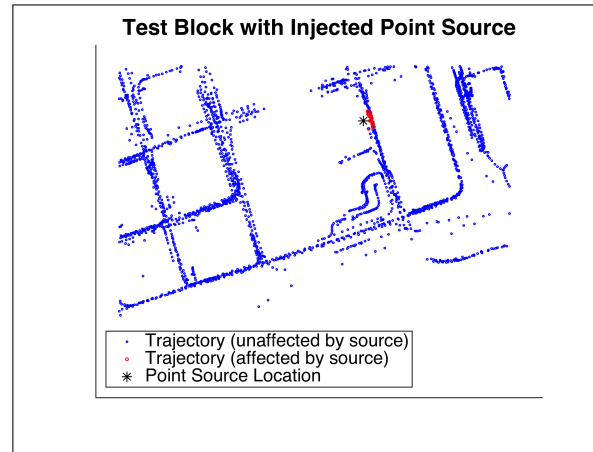 Test Block with Injected Point Source
Trajectory (unaffected by source)
Trajectory (affected by source)
Point Source Location